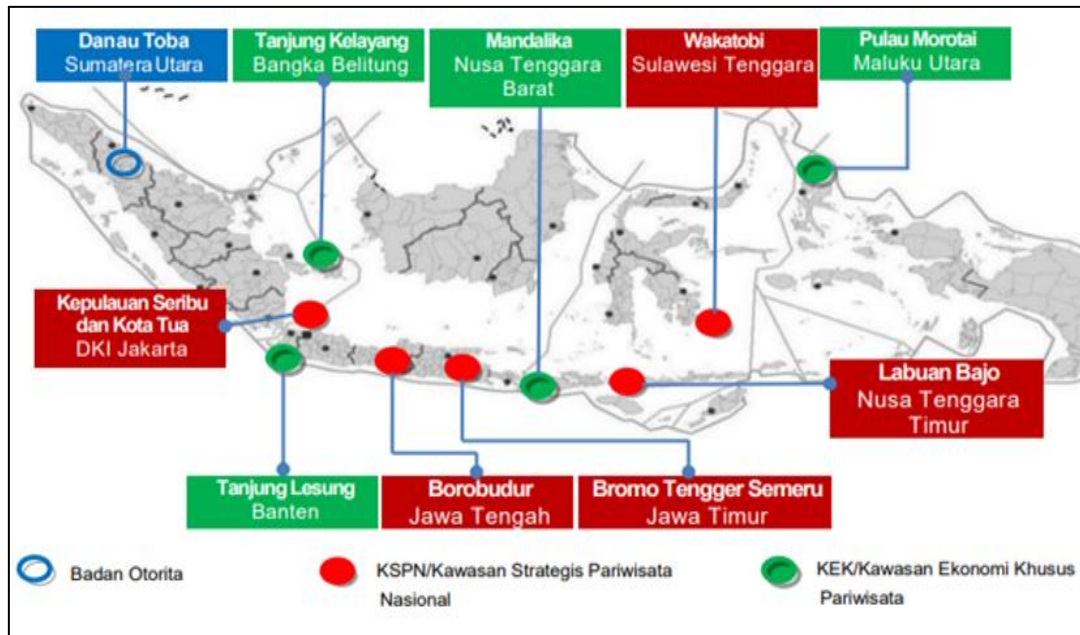 Danau Toba
Sumatera Utara
Tanjung Kelayang
Bangka Belitung
Mandalika
Nusa Tenggara
Barat
Wakatobi
Sulawesi Tenggara
Pulau Morotai
Maluku Utara
Kepulauan Seribu
dan Kota Tua
DKI Jakarta
Labuan Bajo
Nusa Tenggara
Timur
Tanjung Lesung
Banten
Borobudur
Jawa Tengah
Bromo Tengger Semeru
Jawa Timur
Badan Otorita
KSPN/Kawasan Strategis Pariwisata
Nasional
KEK/Kawasan Ekonomi Khusus
Pariwisata